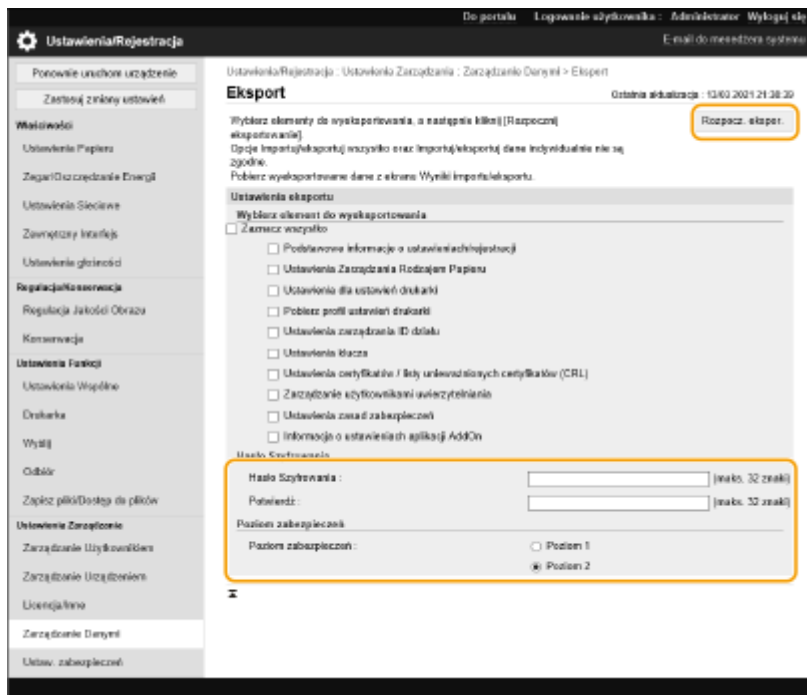 Do portalu Logowanie użytkownika : Administrator Wyloguj się
Ustawienia/Rejestracja
E-mail do menedżera systemu
Ponownie uruchom urządzenie
Zastosuj zmiany ustawień
Właściwości
Ustawienia Papieru
Zegar/Oszczędzanie Energii
Ustawienia Sieciowe
Zewnętrzny Interfejs
Ustawienia głośności
Regulacja/Konserwacja
Regulacja Jakości Obrazu
Konserwacja
Ustawienia Funkcji
Ustawienia Wspólne
Drukarka
Wyślij
Odbiór
Zapisz pliki/Dostęp do plików
Ustawienia Zarządzania
Zarządzanie Użytkownikiem
Zarządzanie Urządzeniem
Licencja/Inne
Zarządzanie Danymi
Ustaw. zabezpieczeń
Ustawienia/Rejestracja : Ustawienia Zarządzania : Zarządzanie Danymi > Eksport
Eksport
Ostatnia aktualizacja : 13/03 2021 21:38:39
Wybierz elementy do wyeksportowania, a następnie kliknij [Rozpocznij
eksportowanie].
Opcje Importuj/eksportuj wszystko oraz Importuj/eksportuj dane indywidualnie nie są
zgodne.
Pobierz wyeksportowane dane z ekranu Wyniki importu/eksportu.
Rozpocz. ekspor.
Ustawienia eksportu
Wybierz element do wyeksportowania
Zaznacz wszystko
Podstawowe informacje o ustawieniach/rejestracji
Ustawienia Zarządzania Rodzajem Papieru
Ustawienia dla ustawień drukarki
Pobierz profil ustawień drukarki
Ustawienia zarządzania ID działu
Ustawienia klucza
Ustawienia certyfikatów / listy unieważnionych certyfikatów (CRL)
Zarządzanie użytkownikami uwierzytelniania
Ustawienia zasad zabezpieczeń
Informacja o ustawieniach aplikacji AddOn
Hasło Szyfrowania
Hasło Szyfrowania : (maks. 32 znaki)
Potwierdź : (maks. 32 znaki)
Poziom zabezpieczeń
Poziom zabezpieczeń : Poziom 1
Poziom 2